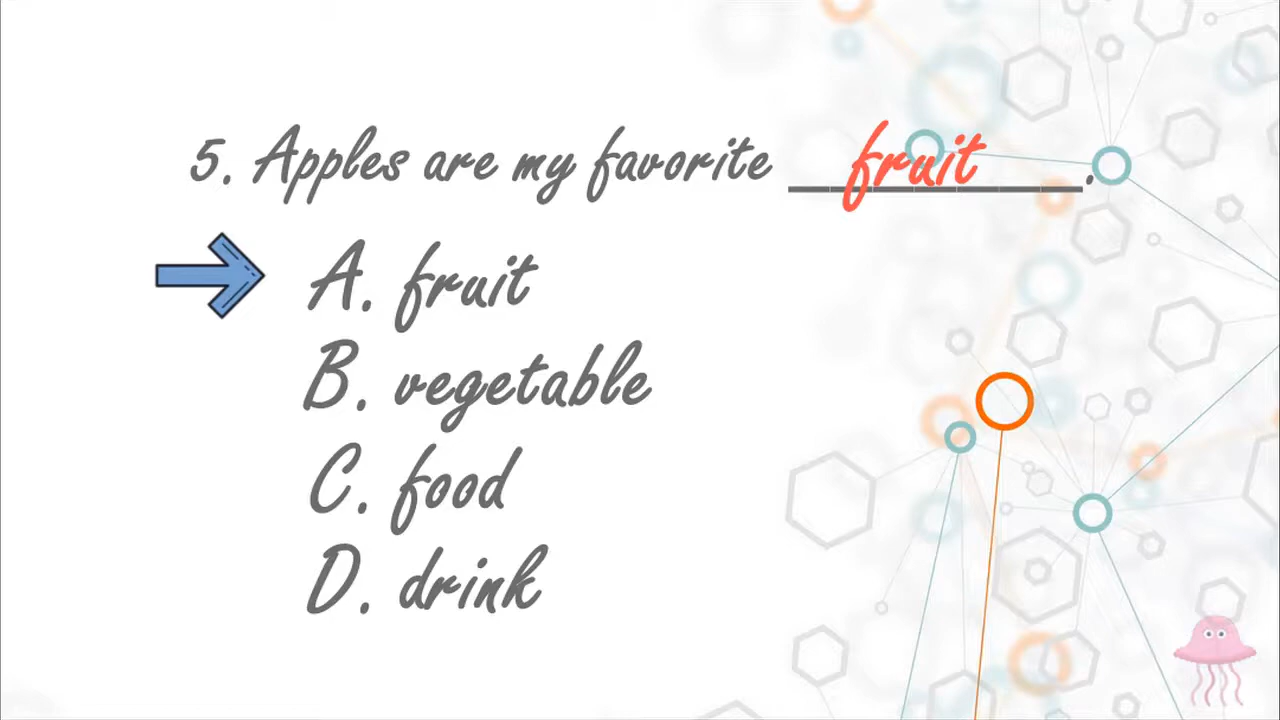 5. Apples are my favorite fruit.
A. fruit
B. vegetable
C. food
D. drink